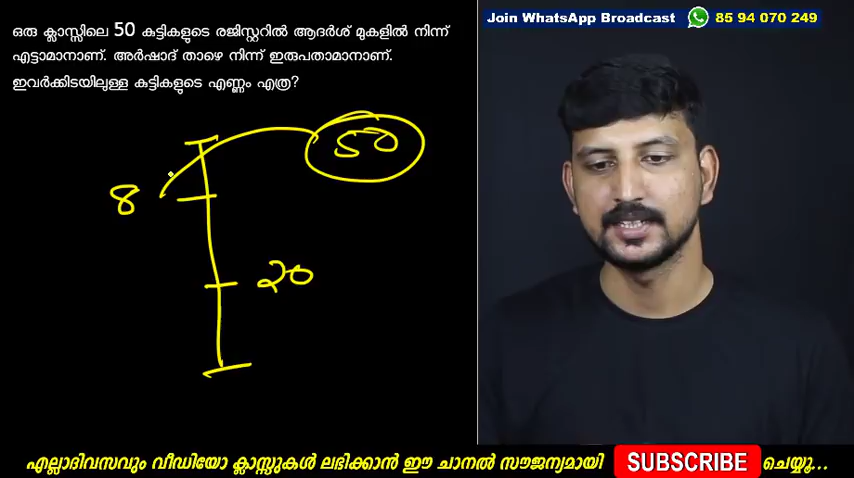 Join WhatsApp Broadcast 85 94 070 249
ഒരു ക്ലാസ്സിലെ 50 കുട്ടികളുടെ രജിസ്റ്ററിൽ ആദർശ് മുകളിൽ നിന്ന്
എട്ടാമാനാണ്. അർഷാദ് താഴെ നിന്ന് ഇരുപതാമാനാണ്.
ഇവർക്കിടയിലുള്ള കുട്ടികളുടെ എണ്ണം എത്ര?
50
8
20
എല്ലാദിവസവും വീഡിയോ ക്ലാസ്സുകൾ ലഭിക്കാൻ ഈ ചാനൽ സൗജന്യമായി SUBSCRIBE ചെയ്യൂ...